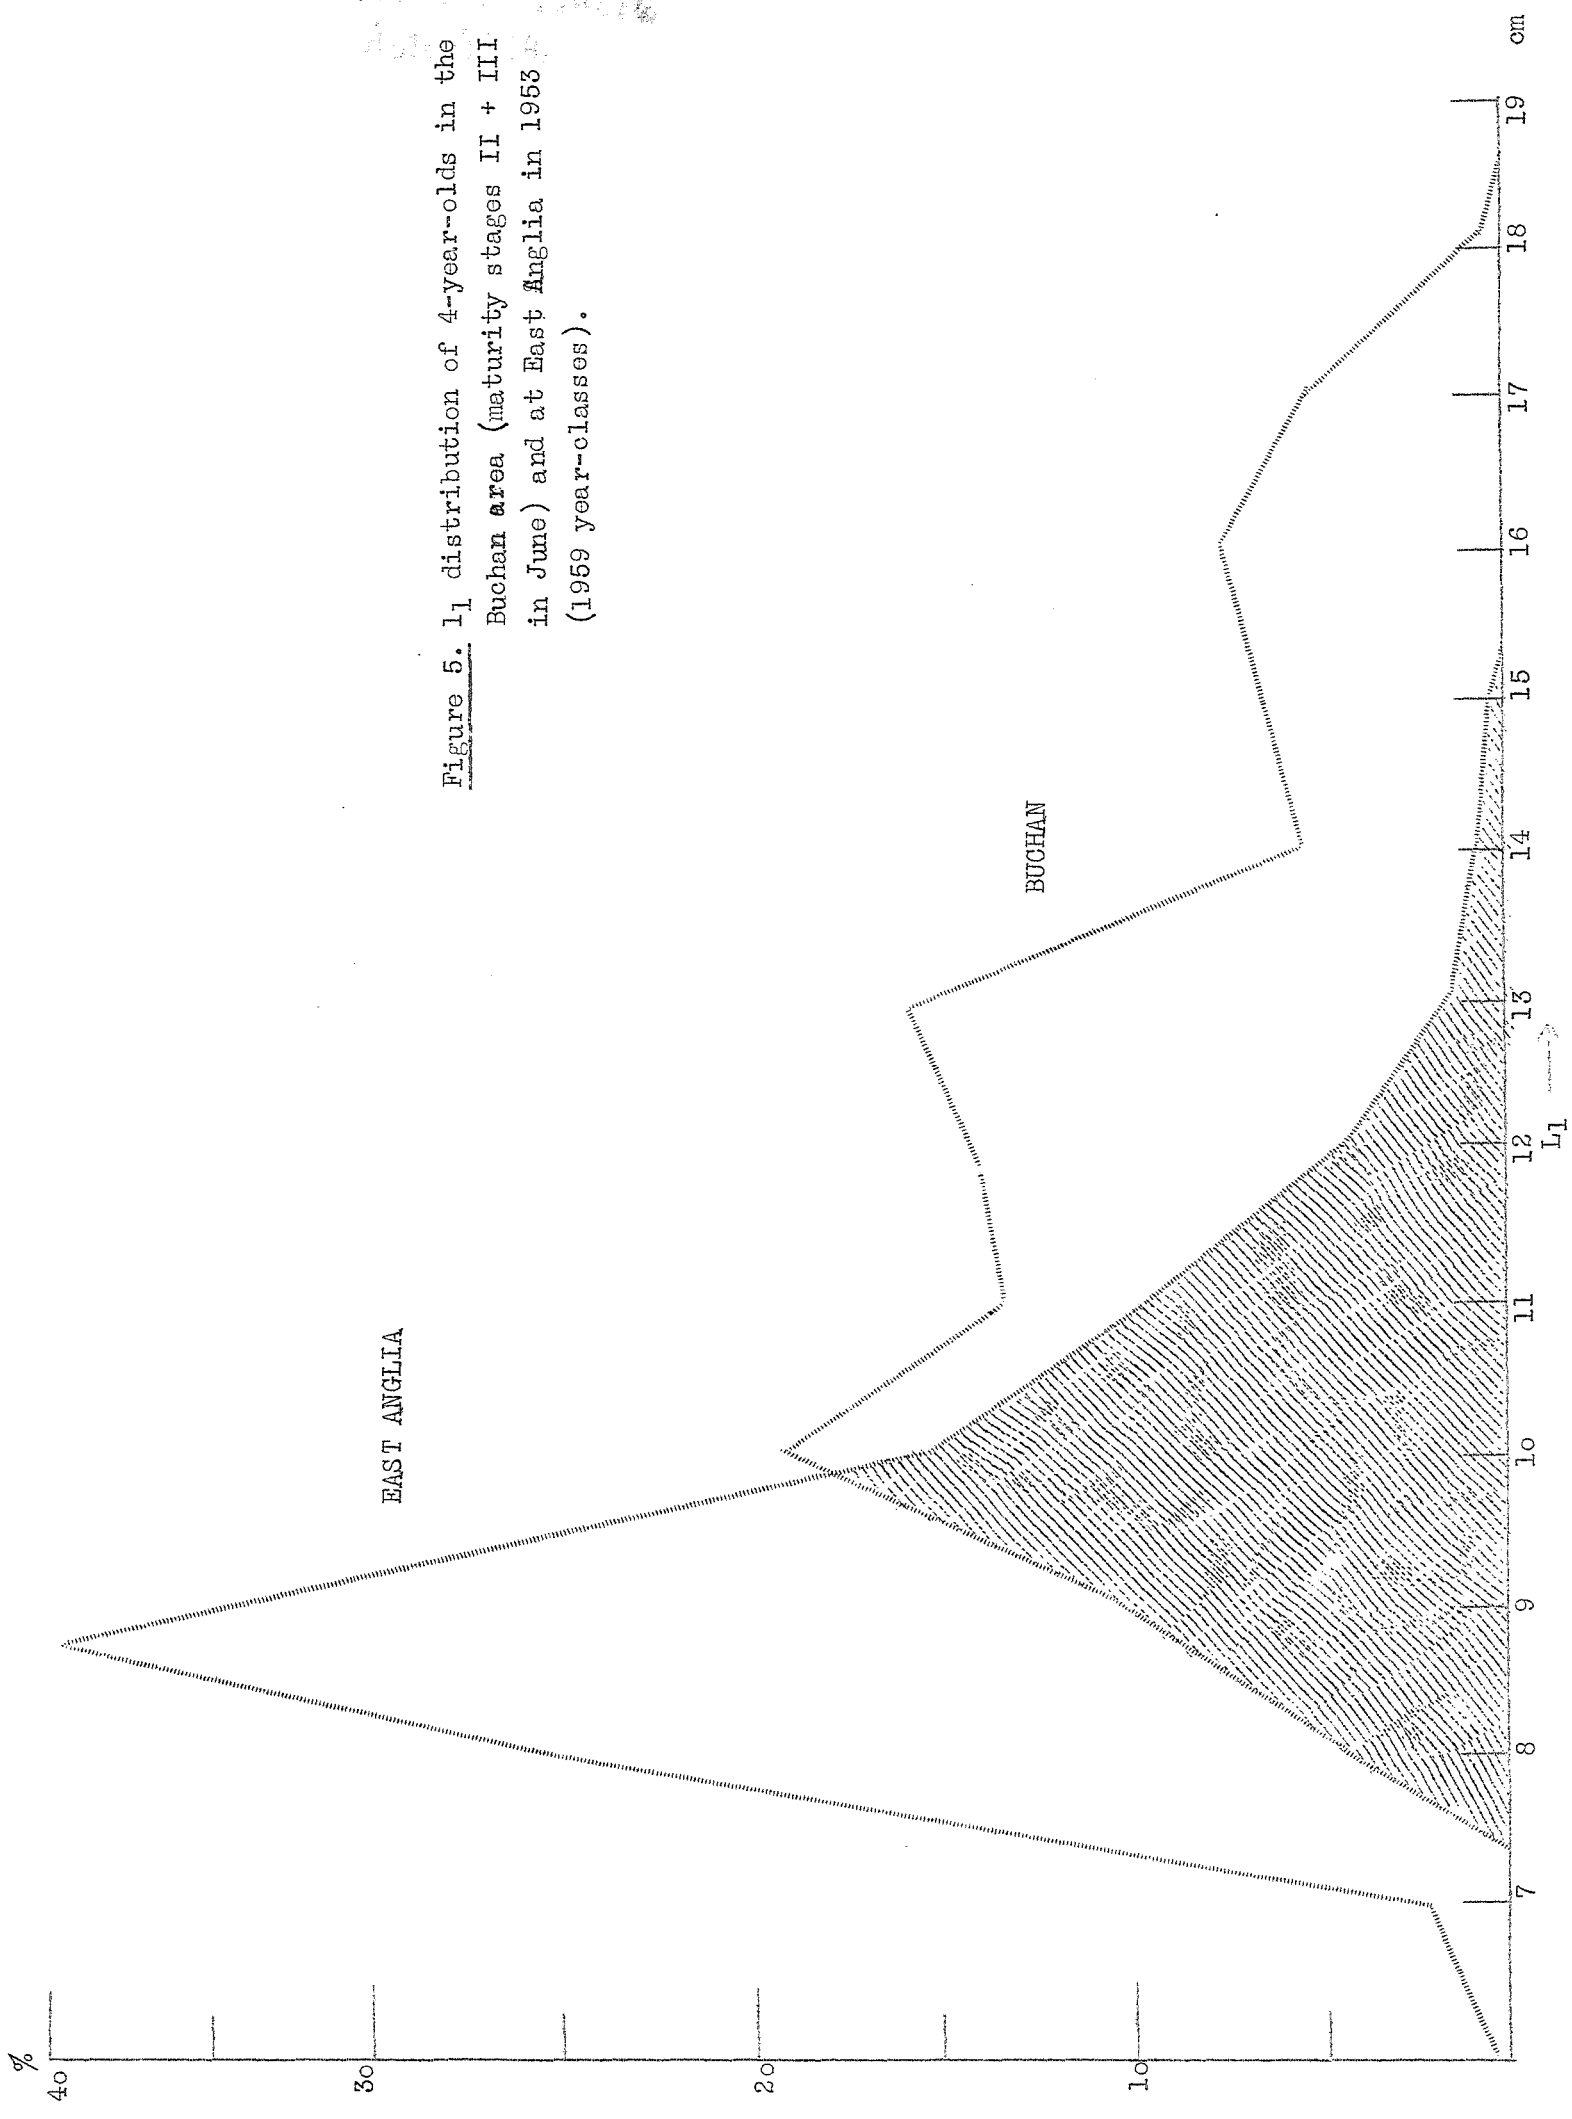 Figure 5. l1 distribution of 4-year-olds in the
Buchan area (maturity stages II + III
in June) and at East Anglia in 1953
(1959 year-classes).
%
40
30
20
10
EAST ANGLIA
BUCHAN
7 8 9 10 11 12 13 14 15 16 17 18 19 cm
L1 →